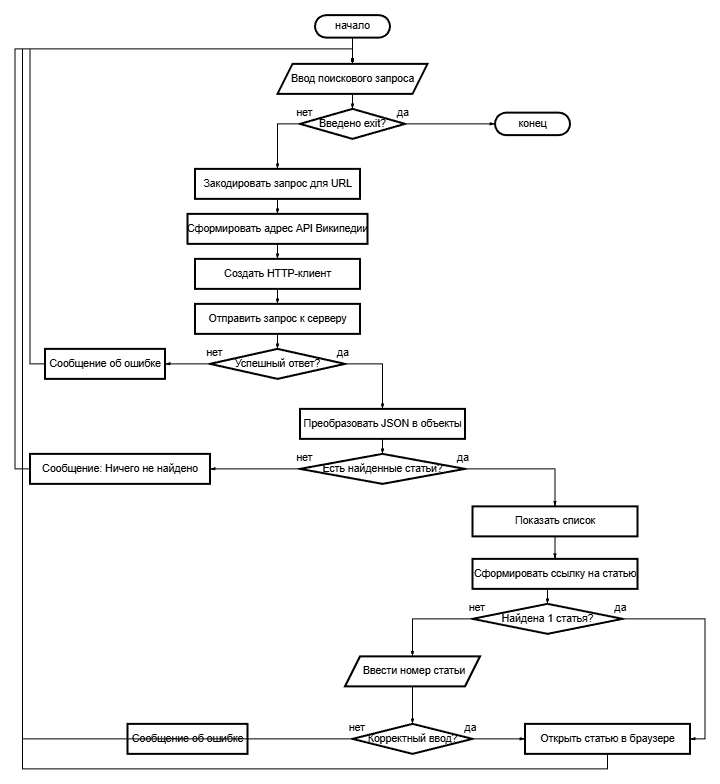 начало
Ввод поискового запроса
нет
да
Введено exit?
конец
Закодировать запрос для URL
Сформировать адрес API Википедии
Создать HTTP-клиент
Отправить запрос к серверу
нет
да
Сообщение об ошибке
Успешный ответ?
Преобразовать JSON в объекты
нет
да
Сообщение: Ничего не найдено
Есть найденные статьи?
Показать список
Сформировать ссылку на статью
нет
да
Найдена 1 статья?
Ввести номер статьи
нет
да
Сообщение об ошибке
Корректный ввод?
Открыть статью в браузере